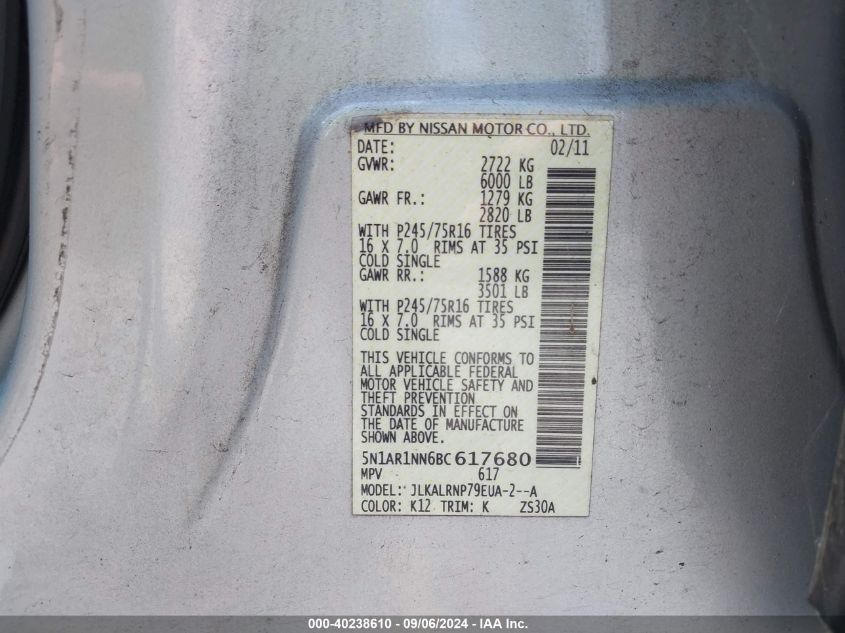 MFD BY NISSAN MOTOR CO., LTD.
DATE: 02/11
GVWR: 2722 KG
6000 LB
GAWR FR.: 1279 KG
2820 LB
WITH P245/75R16 TIRES
16 X 7.0 RIMS AT 35 PSI
COLD SINGLE
GAWR RR.: 1588 KG
3501 LB
WITH P245/75R16 TIRES
16 X 7.0 RIMS AT 35 PSI
COLD SINGLE
THIS VEHICLE CONFORMS TO
ALL APPLICABLE FEDERAL
MOTOR VEHICLE SAFETY AND
THEFT PREVENTION
STANDARDS IN EFFECT ON
THE DATE OF MANUFACTURE
SHOWN ABOVE.
5N1AR1NN6BC617680
MPV 617
MODEL: JLKALRNP79EUA-2--A
COLOR: K12 TRIM: K ZS30A
000-40238610 - 09/06/2024 - IAA Inc.